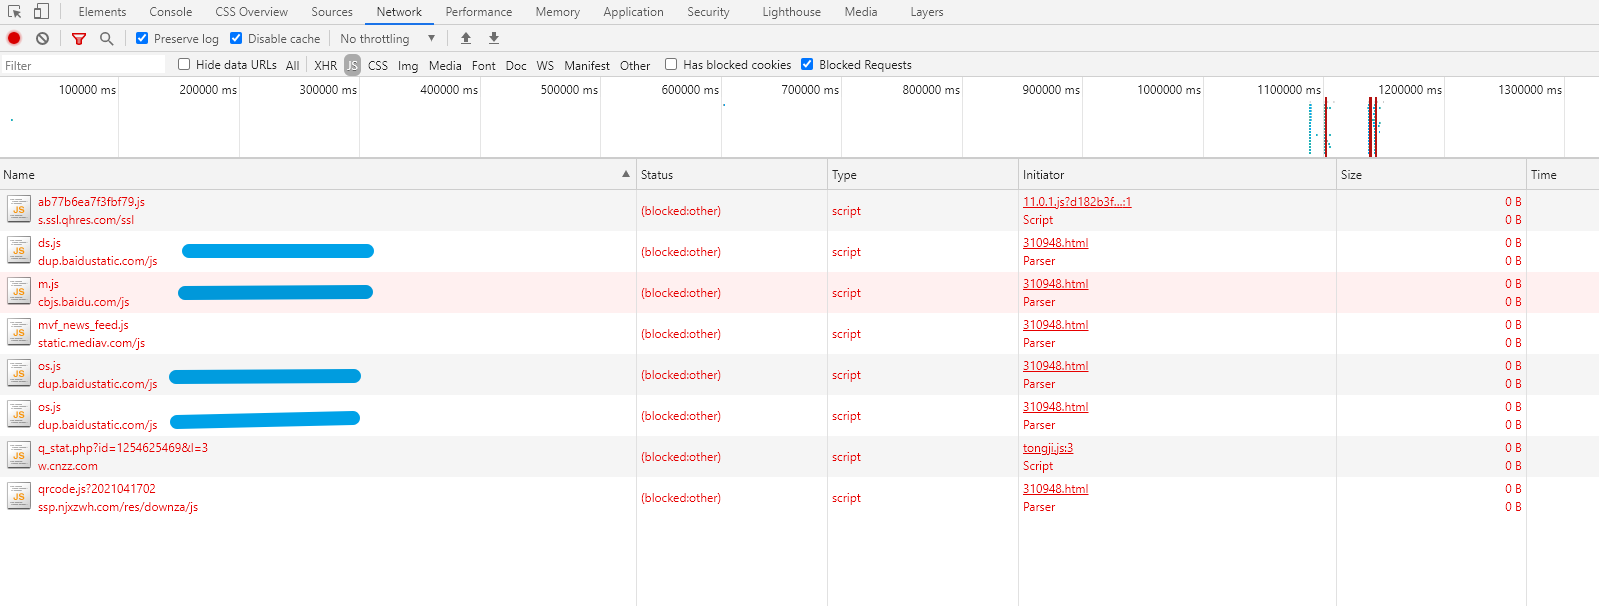 Elements Console CSS Overview Sources Network Performance Memory Application Security Lighthouse Media Layers
Preserve log Disable cache No throttling
Filter Hide data URLs All XHR JS CSS Img Media Font Doc WS Manifest Other Has blocked cookies Blocked Requests
100000 ms 200000 ms 300000 ms 400000 ms 500000 ms 600000 ms 700000 ms 800000 ms 900000 ms 1000000 ms 1100000 ms 1200000 ms 1300000 ms
Name Status Type Initiator Size Time
ab77b6ea7f3fbf79.js 11.0.1.js?d182b3f...:1 0 B
JS (blocked:other) script
s.ssl.qhres.com/ssl Script 0 B
ds.js 310948.html 0 B
JS (blocked:other) script
dup.baidustatic.com/js Parser 0 B
m.js 310948.html 0 B
JS (blocked:other) script
cbjs.baidu.com/js Parser 0 B
mvf_news_feed.js 310948.html 0 B
JS (blocked:other) script
static.mediav.com/js Parser 0 B
os.js 310948.html 0 B
JS (blocked:other) script
dup.baidustatic.com/js Parser 0 B
os.js 310948.html 0 B
JS (blocked:other) script
dup.baidustatic.com/js Parser 0 B
q_stat.php?id=1254625469&l=3 tongji.js:3 0 B
JS (blocked:other) script
w.cnzz.com Script 0 B
qrcode.js?2021041702 310948.html 0 B
JS (blocked:other) script
ssp.njxzwh.com/res/downza/js Parser 0 B